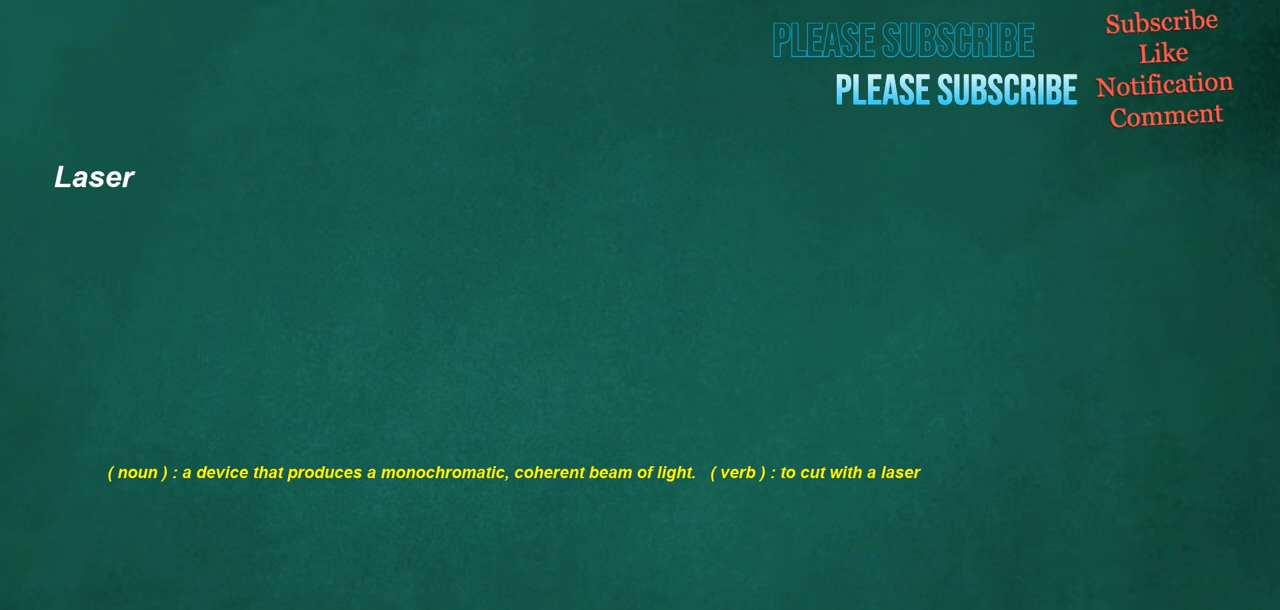 PLEASE SUBSCRIBE
PLEASE SUBSCRIBE
Subscribe
Like
Notification
Comment
Laser
( noun ) : a device that produces a monochromatic, coherent beam of light.   ( verb ) : to cut with a laser